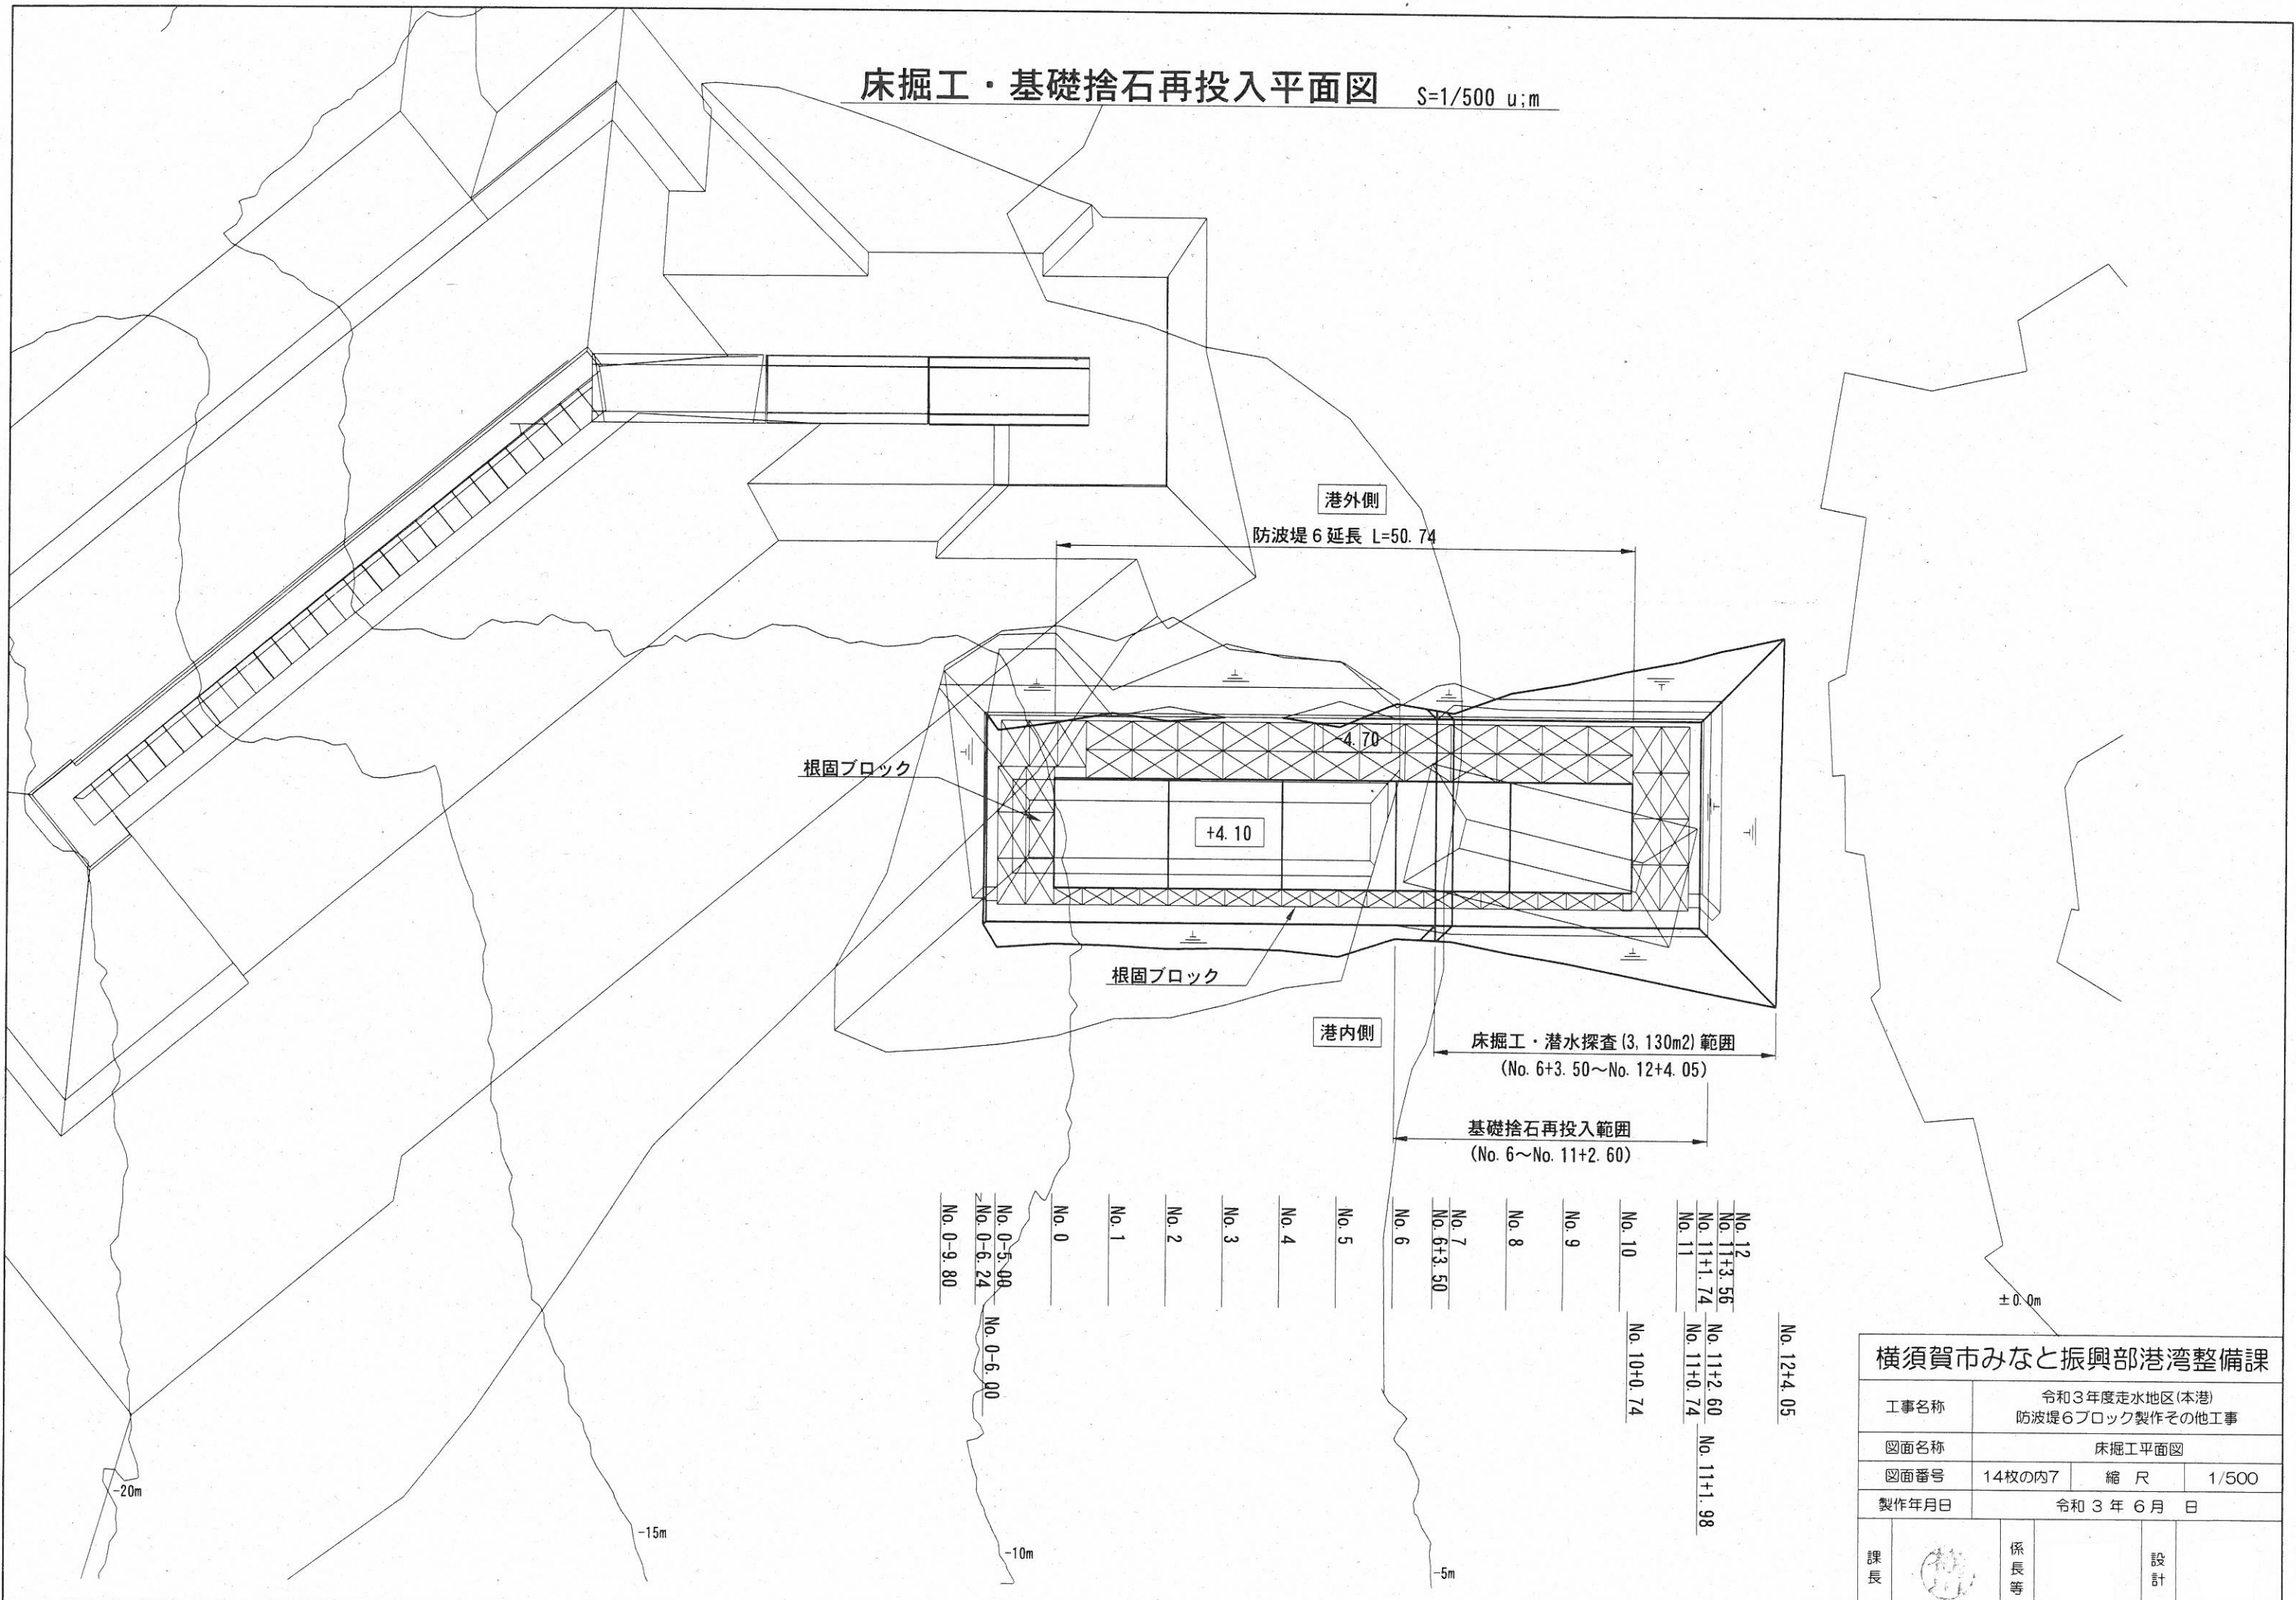 床掘工・基礎捨石再投入平面図 S=1/500 u;m
港外側
防波堤6延長 L=50.74
-4.70
根固ブロック
+4.10
根固ブロック
港内側
床掘工・潜水探査(3,130m2)範囲
(No.6+3.50～No.12+4.05)
基礎捨石再投入範囲
(No.6～No.11+2.60)
No.0-9.80
No.0-6.24
No.0-5.00
No.0
No.1
No.2
No.3
No.4
No.5
No.6
No.6+3.50
No.7
No.8
No.9
No.10
No.11
No.11+1.74
No.11+3.56
No.12
No.0-6.00
No.10+0.74
No.11+0.74
No.11+2.60
No.12+4.05
No.11+1.98
±0.0m
-20m
-15m
-10m
-5m
横須賀市みなと振興部港湾整備課
工事名称 令和3年度走水地区(本港)
防波堤6ブロック製作その他工事
図面名称 床掘工平面図
図面番号 14枚の内7 縮尺 1/500
製作年月日 令和3年6月 日
課長 係長等 設計